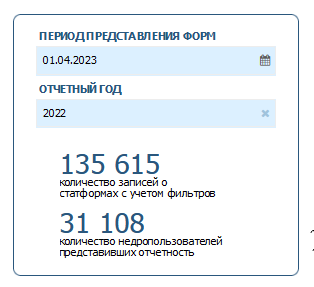 ПЕРИОД ПРЕДСТАВЛЕНИЯ ФОРМ
01.04.2023
ОТЧЕТНЫЙ ГОД
2022
135 615
количество записей о
статформах с учетом фильтров
31 108
количество недропользователей
представивших отчетность